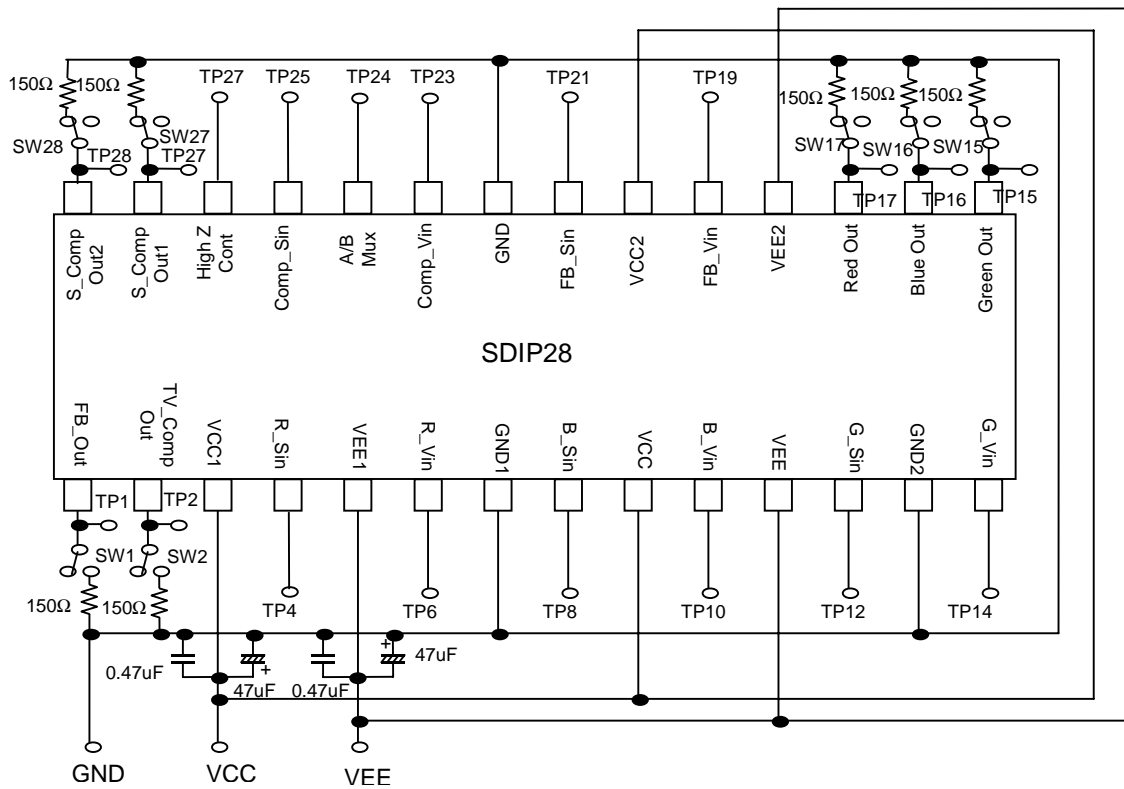 TP27 TP25 TP24 TP23 TP21 TP19
150Ω 150Ω 150Ω 150Ω 150Ω
SW28 SW27 SW17 SW16 SW15
TP28 TP27
TP17 TP16 TP15
S_Comp
Out2
S_Comp
Out1
High Z
Cont
Comp_Sin
A/B
Mux
Comp_Vin
GND
FB_Sin
VCC2
FB_Vin
VEE2
Red Out
Blue Out
Green Out
SDIP28
FB_Out
TV_Comp
Out
VCC1
R_Sin
VEE1
R_Vin
GND1
B_Sin
VCC
B_Vin
VEE
G_Sin
GND2
G_Vin
TP1 TP2
SW1 SW2
150Ω 150Ω
TP4 TP6 TP8 TP10 TP12 TP14
0.47uF + 47uF 0.47uF + 47uF
GND VCC VEE